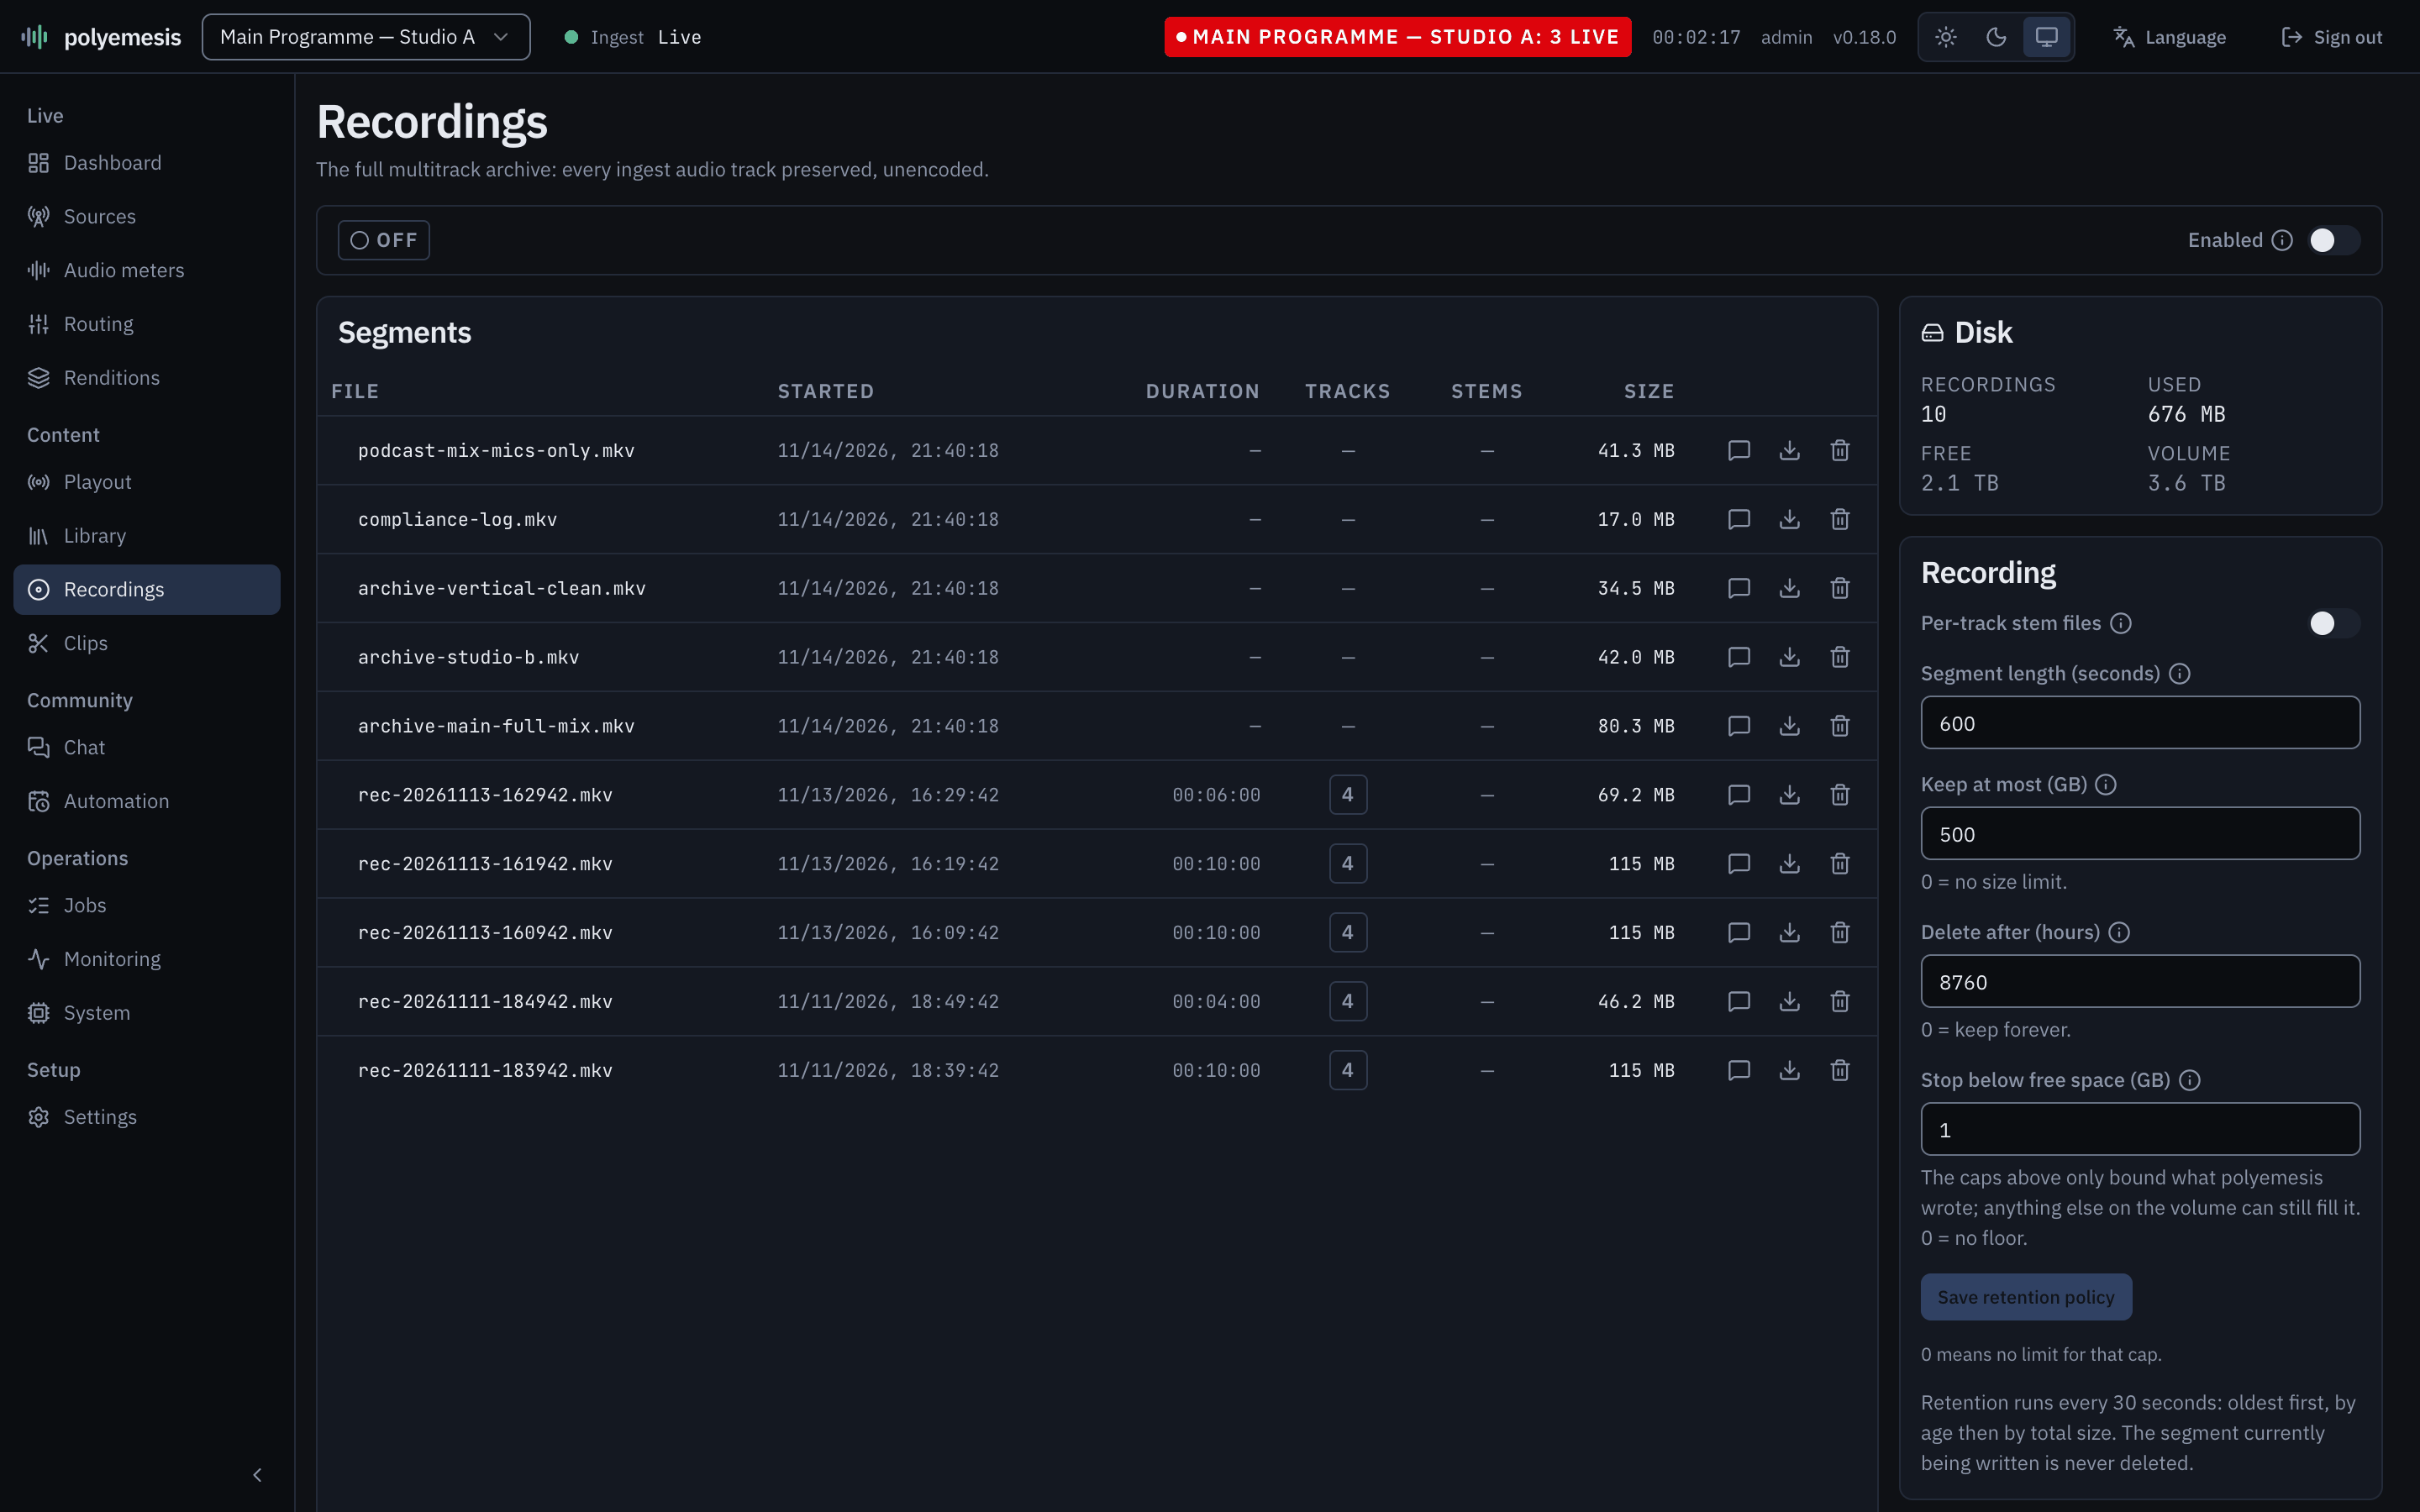 polyemesis
Main Programme — Studio A
Ingest Live
MAIN PROGRAMME — STUDIO A: 3 LIVE
00:02:17
admin
v0.18.0
Language
Sign out
Live
Dashboard
Sources
Audio meters
Routing
Renditions
Content
Playout
Library
Recordings
Clips
Community
Chat
Automation
Operations
Jobs
Monitoring
System
Setup
Settings
Recordings
The full multitrack archive: every ingest audio track preserved, unencoded.
OFF
Enabled
Segments
FILE STARTED DURATION TRACKS STEMS SIZE
podcast-mix-mics-only.mkv 11/14/2026, 21:40:18 — — — 41.3 MB
compliance-log.mkv 11/14/2026, 21:40:18 — — — 17.0 MB
archive-vertical-clean.mkv 11/14/2026, 21:40:18 — — — 34.5 MB
archive-studio-b.mkv 11/14/2026, 21:40:18 — — — 42.0 MB
archive-main-full-mix.mkv 11/14/2026, 21:40:18 — — — 80.3 MB
rec-20261113-162942.mkv 11/13/2026, 16:29:42 00:06:00 4 — 69.2 MB
rec-20261113-161942.mkv 11/13/2026, 16:19:42 00:10:00 4 — 115 MB
rec-20261113-160942.mkv 11/13/2026, 16:09:42 00:10:00 4 — 115 MB
rec-20261111-184942.mkv 11/11/2026, 18:49:42 00:04:00 4 — 46.2 MB
rec-20261111-183942.mkv 11/11/2026, 18:39:42 00:10:00 4 — 115 MB
Disk
RECORDINGS USED
10 676 MB
FREE VOLUME
2.1 TB 3.6 TB
Recording
Per-track stem files
Segment length (seconds)
600
Keep at most (GB)
500
0 = no size limit.
Delete after (hours)
8760
0 = keep forever.
Stop below free space (GB)
1
The caps above only bound what polyemesis
wrote; anything else on the volume can still fill it.
0 = no floor.
Save retention policy
0 means no limit for that cap.
Retention runs every 30 seconds: oldest first, by
age then by total size. The segment currently
being written is never deleted.